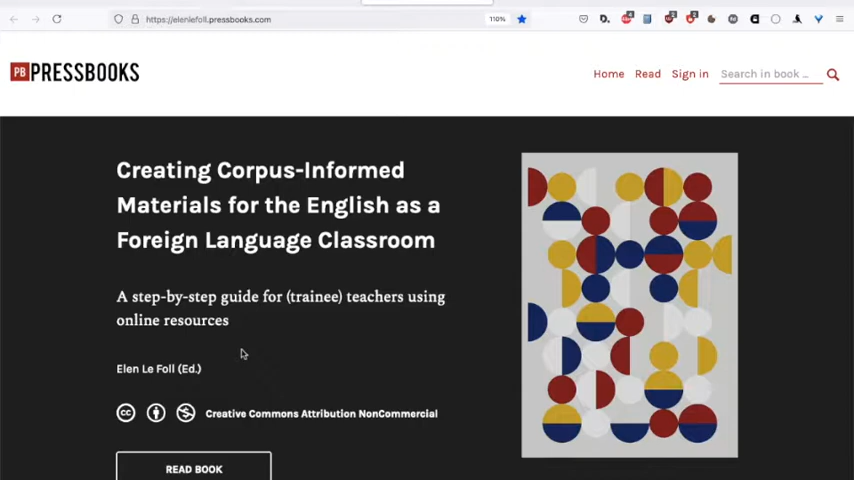 https://elenlefoll.pressbooks.com
110%
PB PRESSBOOKS
Home Read Sign in Search in book ...
Creating Corpus-Informed
Materials for the English as a
Foreign Language Classroom
A step-by-step guide for (trainee) teachers using
online resources
Elen Le Foll (Ed.)
Creative Commons Attribution NonCommercial
READ BOOK